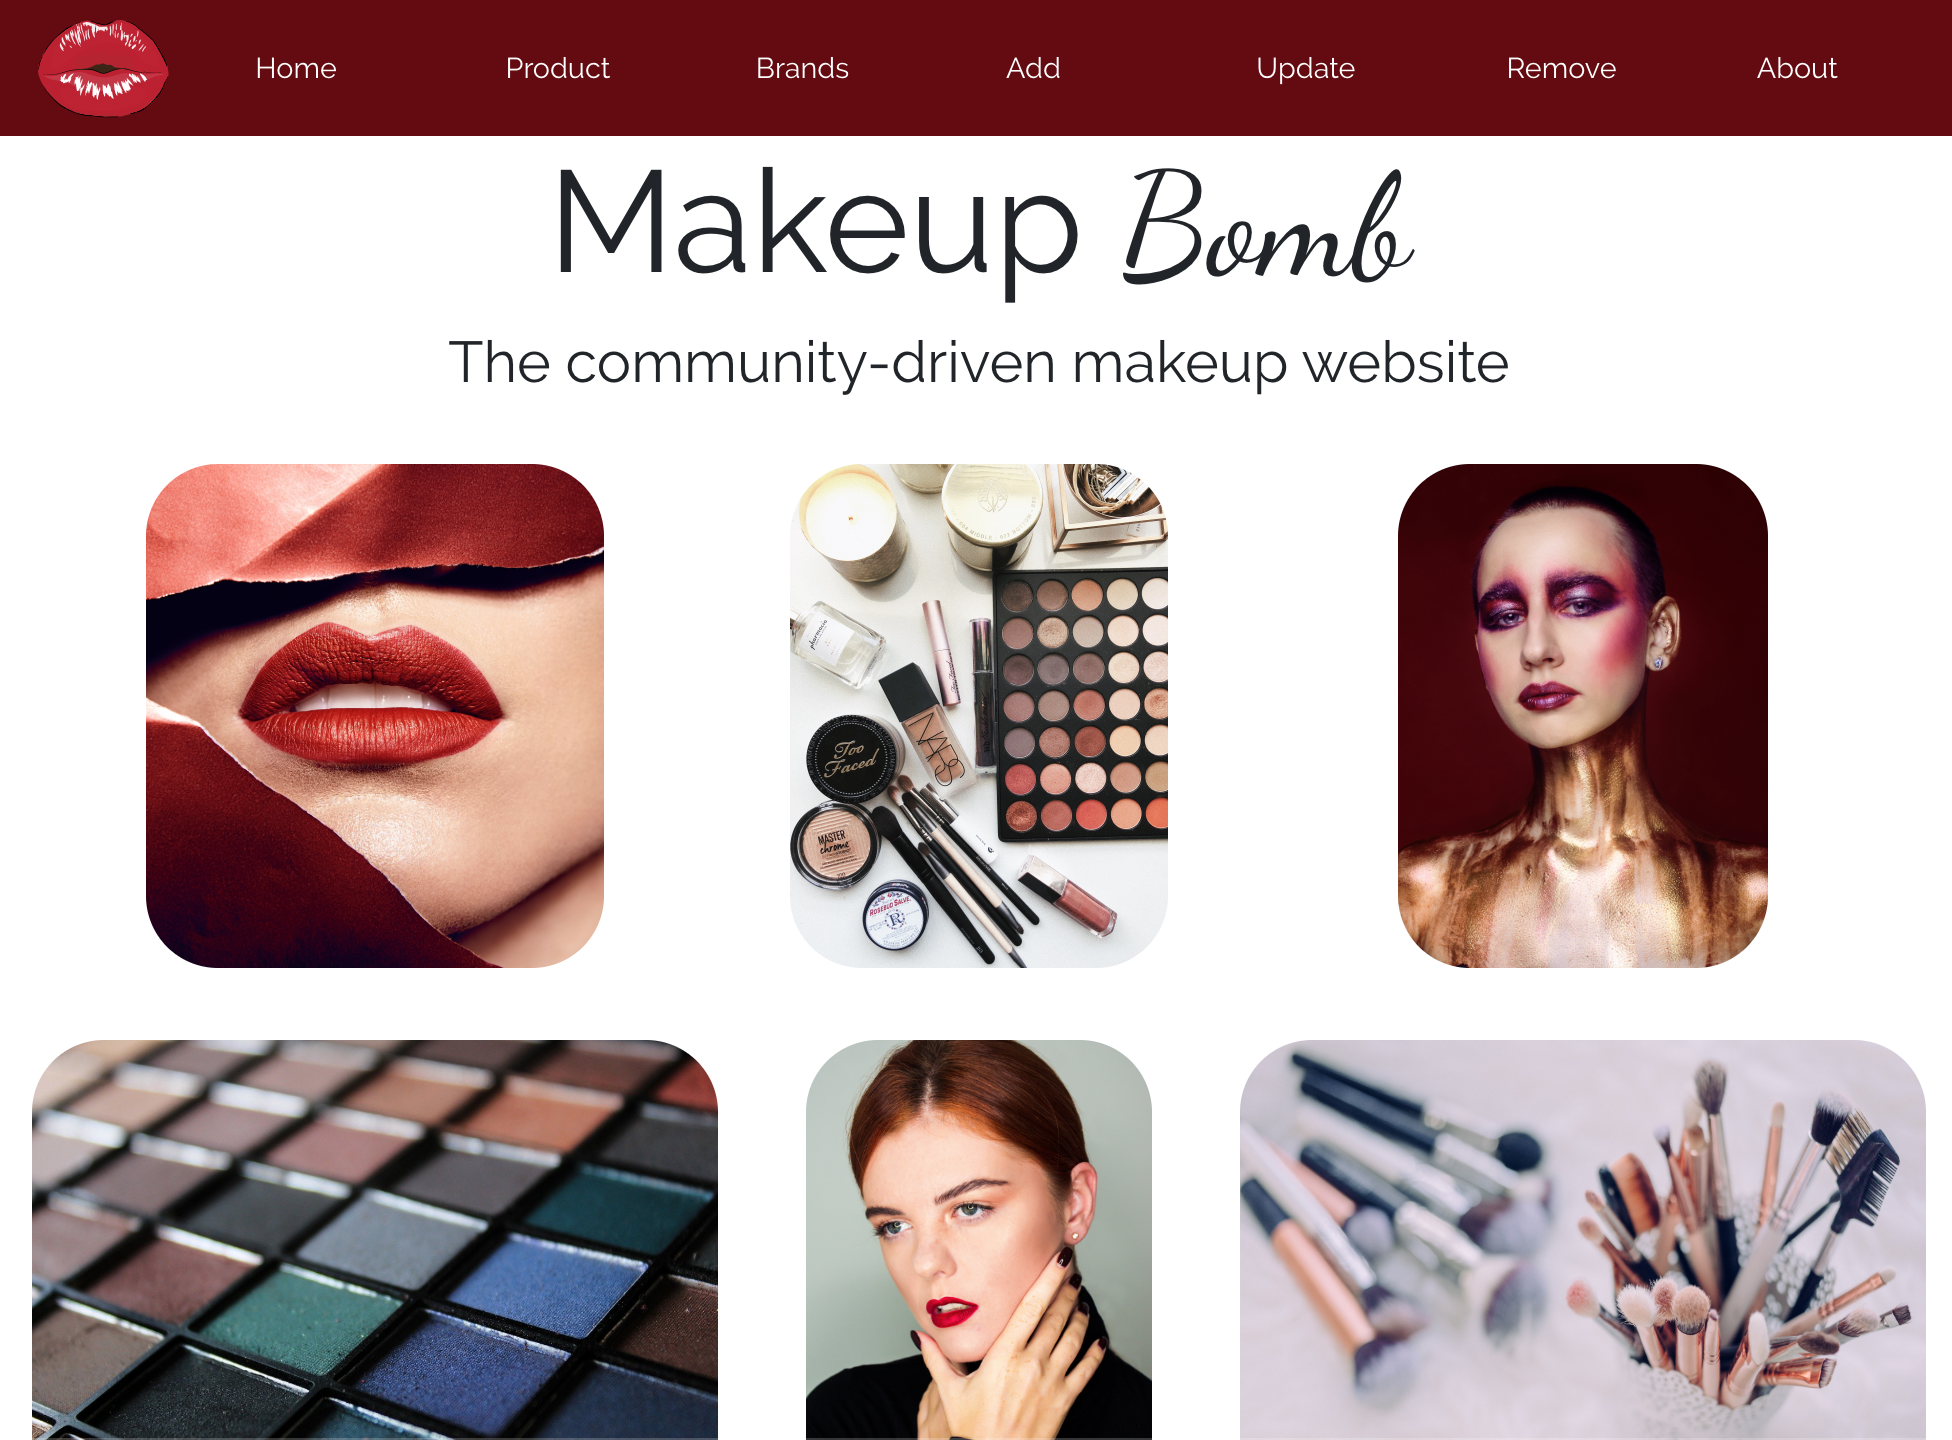 Home Product Brands Add Update Remove About
Makeup Bomb
The community-driven makeup website
pharmacie
Too
Faced
NARS
MASTER
chrome
ROSEBUD SALVE
R